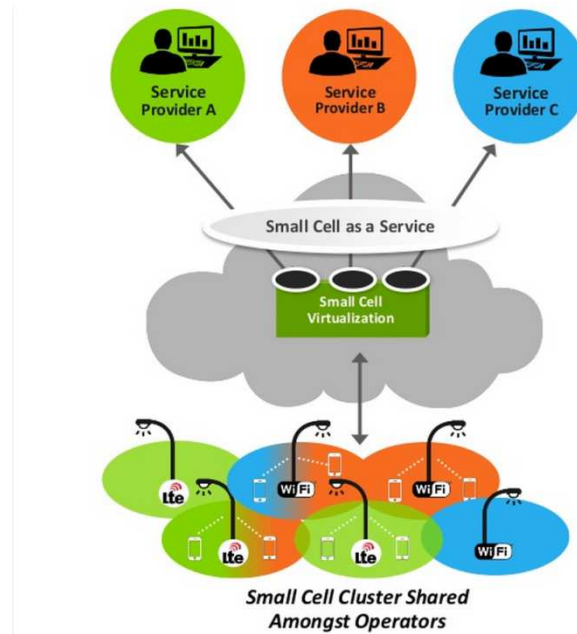 Service
Provider A
Service
Provider B
Service
Provider C
Small Cell as a Service
Small Cell
Virtualization
Lte
WiFi
WiFi
Lte
Lte
WiFi
Small Cell Cluster Shared
Amongst Operators